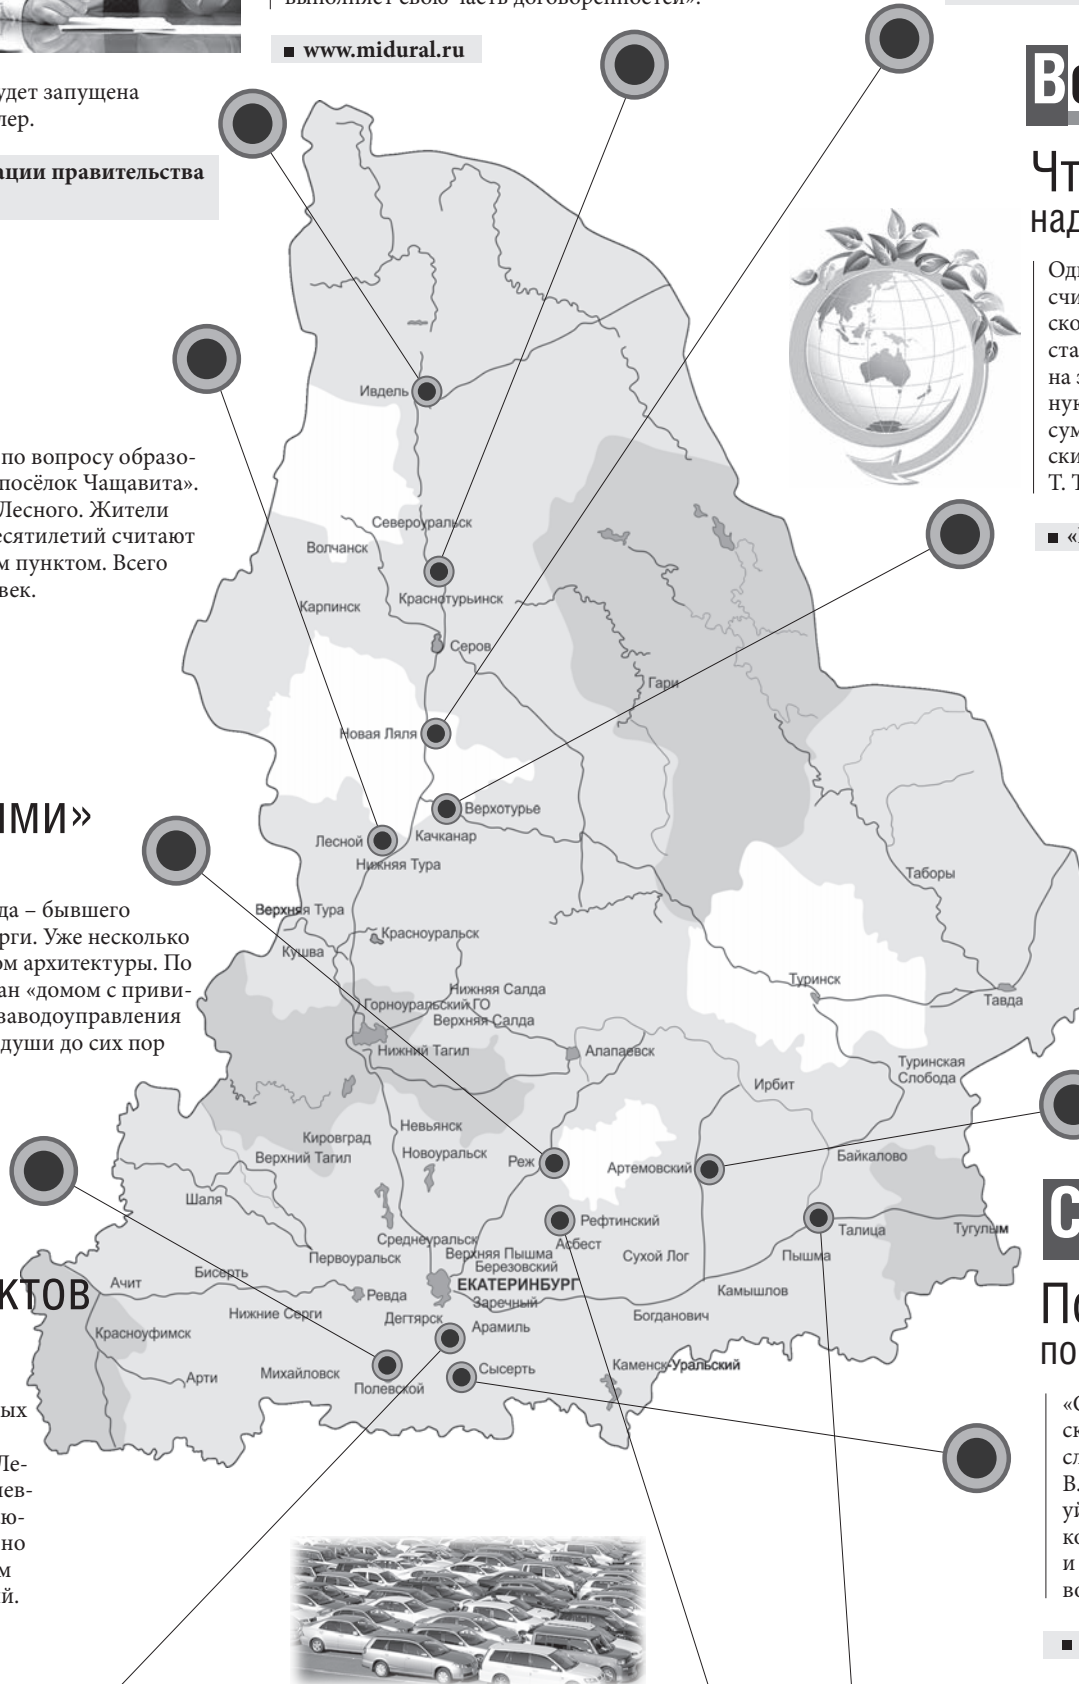 выполняет свою часть договорённостей».
■ www.midural.ru
удет запущена
лер.
ации правительства
по вопросу образо-
посёлок Чащавита».
Лесного. Жители
есятилетий считают
м пунктом. Всего
век.
ыми»
да – бывшего
рги. Уже несколько
ом архитектуры. По
ан «домом с приви-
заводоуправления
души до сих пор
ктов
ых
Ле-
лев-
ю-
но
м
й.
Ивдель
Североуральск
Волчанск
Краснотурьинск
Карпинск
Серов
Гари
Новая Ляля
Верхотурье
Качканар
Лесной
Нижняя Тура
Таборы
Верхняя Тура
Красноуральск
Кушва
Туринск
Нижняя Салда
Тавда
Горноуральский ГО
Верхняя Салда
Нижний Тагил
Алапаевск
Туринская
Слобода
Ирбит
Невьянск
Кировград
Новоуральск
Верхний Тагил
Реж
Артемовский
Байкалово
Шаля
Рефтинский
Талица
Тугулым
Среднеуральск
Асбест
Верхняя Пышма
Сухой Лог
Пышма
Первоуральск
Березовский
Бисерть
Ачит
ЕКАТЕРИНБУРГ
Камышлов
Ревда
Заречный
Нижние Серги
Дегтярск
Богданович
Арамиль
Красноуфимск
Каменск-Уральский
Сысерть
Михайловск
Арти
Полевской
Вс
Чт
над
Одн
счи
ско
ста
на з
нук
сум
ски
Т. Т
■
С
По
по
«С
ск
сл
В.
уй
ко
и
во
■